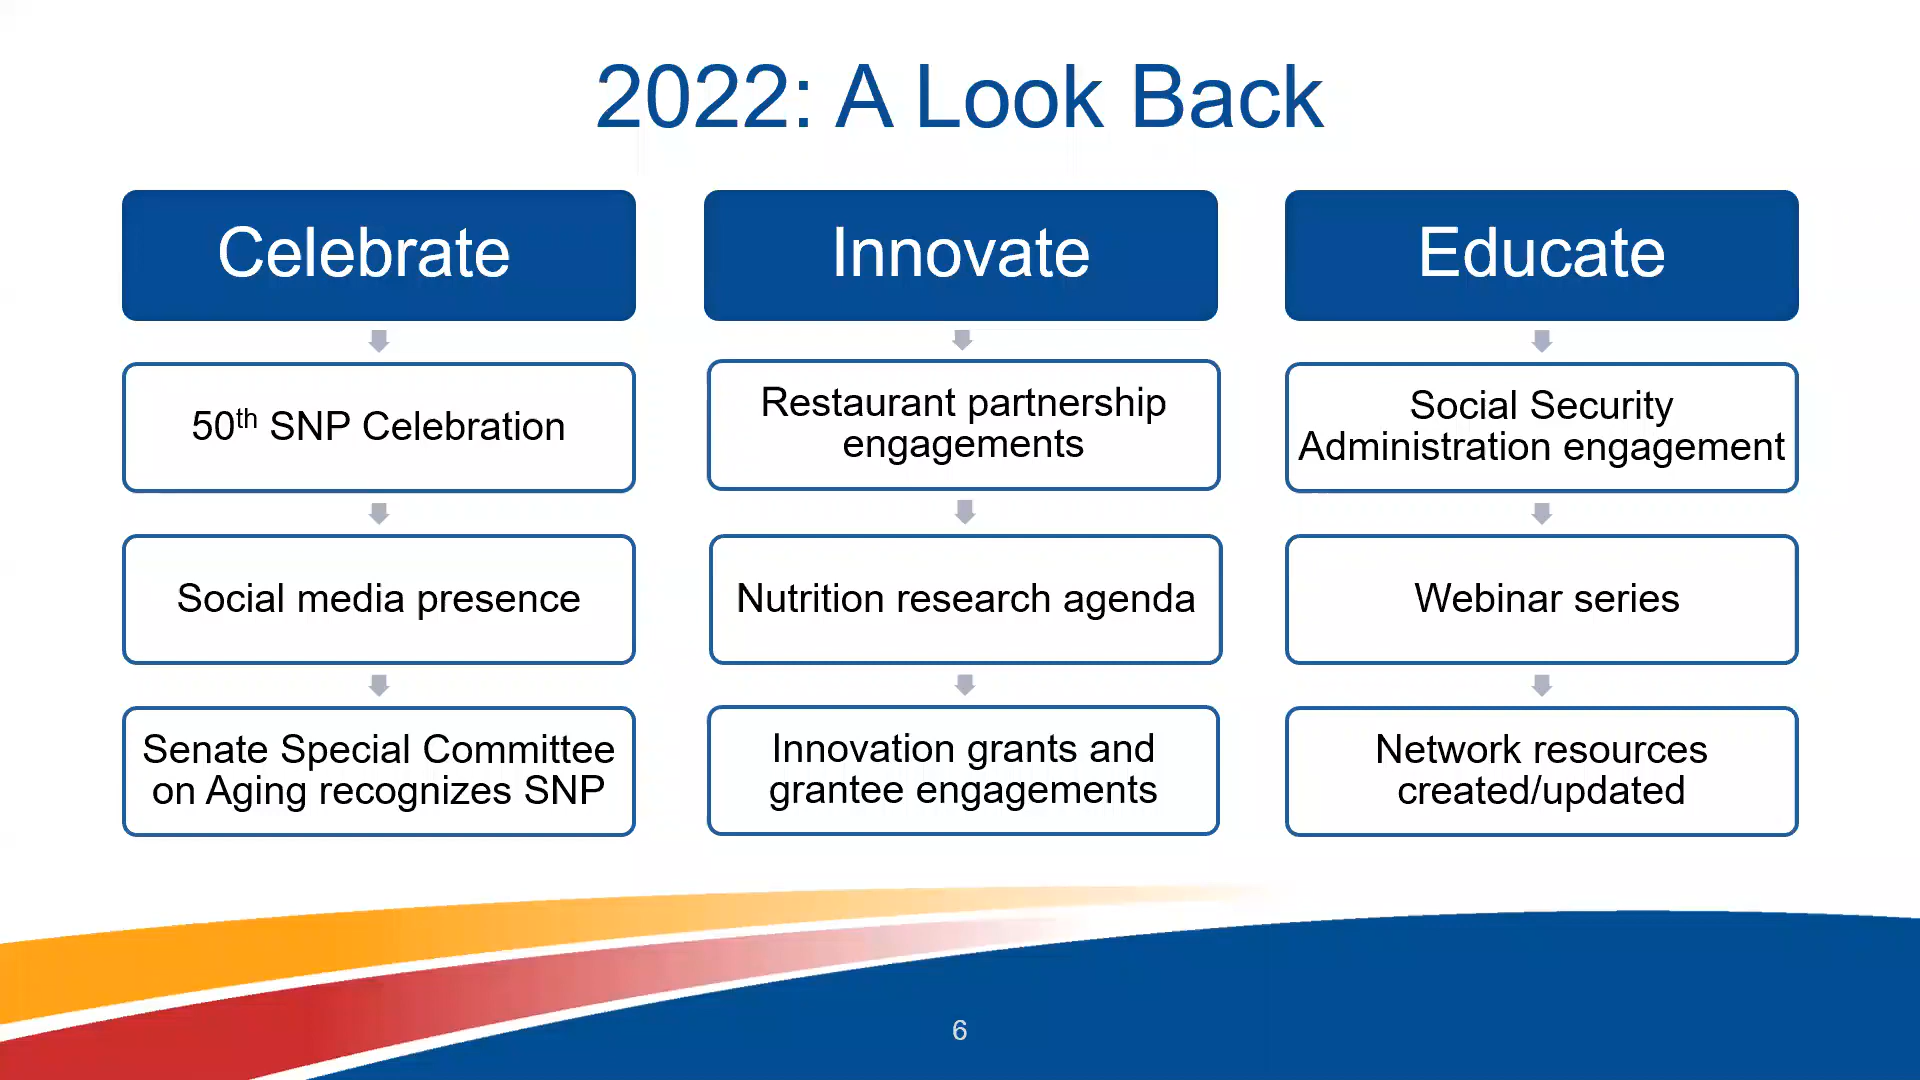 2022: A Look Back
Celebrate
50th SNP Celebration
Social media presence
Senate Special Committee
on Aging recognizes SNP
Innovate
Restaurant partnership
engagements
Nutrition research agenda
Innovation grants and
grantee engagements
Educate
Social Security
Administration engagement
Webinar series
Network resources
created/updated
6